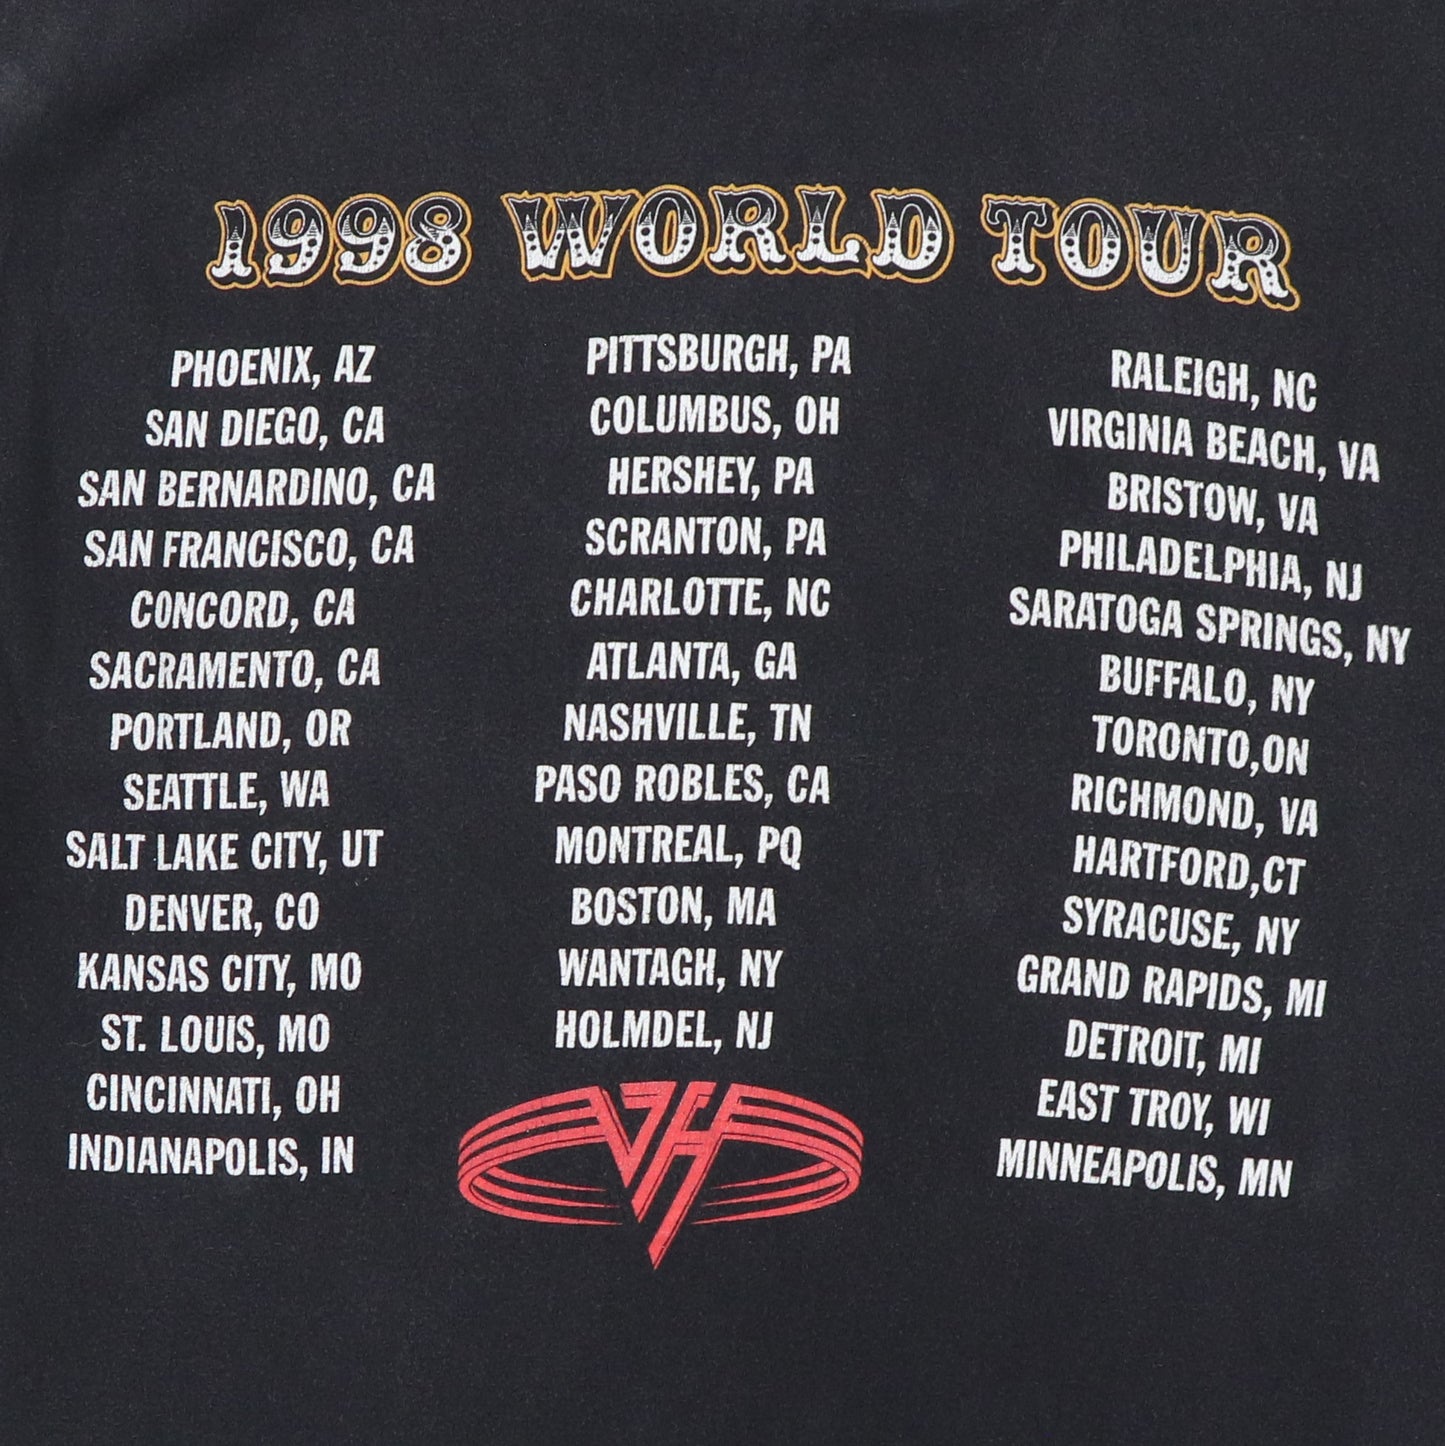 1998 WORLD TOUR
PHOENIX, AZ
SAN DIEGO, CA
SAN BERNARDINO, CA
SAN FRANCISCO, CA
CONCORD, CA
SACRAMENTO, CA
PORTLAND, OR
SEATTLE, WA
SALT LAKE CITY, UT
DENVER, CO
KANSAS CITY, MO
ST. LOUIS, MO
CINCINNATI, OH
INDIANAPOLIS, IN
PITTSBURGH, PA
COLUMBUS, OH
HERSHEY, PA
SCRANTON, PA
CHARLOTTE, NC
ATLANTA, GA
NASHVILLE, TN
PASO ROBLES, CA
MONTREAL, PQ
BOSTON, MA
WANTAGH, NY
HOLMDEL, NJ
VH
RALEIGH, NC
VIRGINIA BEACH, VA
BRISTOW, VA
PHILADELPHIA, NJ
SARATOGA SPRINGS, NY
BUFFALO, NY
TORONTO,ON
RICHMOND, VA
HARTFORD,CT
SYRACUSE, NY
GRAND RAPIDS, MI
DETROIT, MI
EAST TROY, WI
MINNEAPOLIS, MN